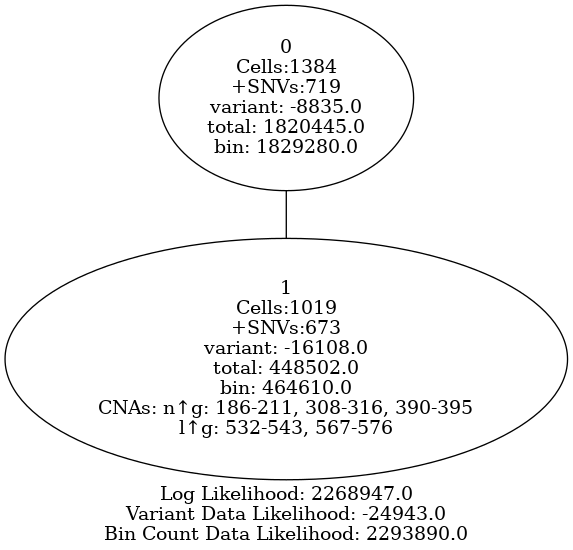 0
Cells:1384
+SNVs:719
variant: -8835.0
total: 1820445.0
bin: 1829280.0
1
Cells:1019
+SNVs:673
variant: -16108.0
total: 448502.0
bin: 464610.0
CNAs: n↑g: 186-211, 308-316, 390-395
l↑g: 532-543, 567-576
Log Likelihood: 2268947.0
Variant Data Likelihood: -24943.0
Bin Count Data Likelihood: 2293890.0